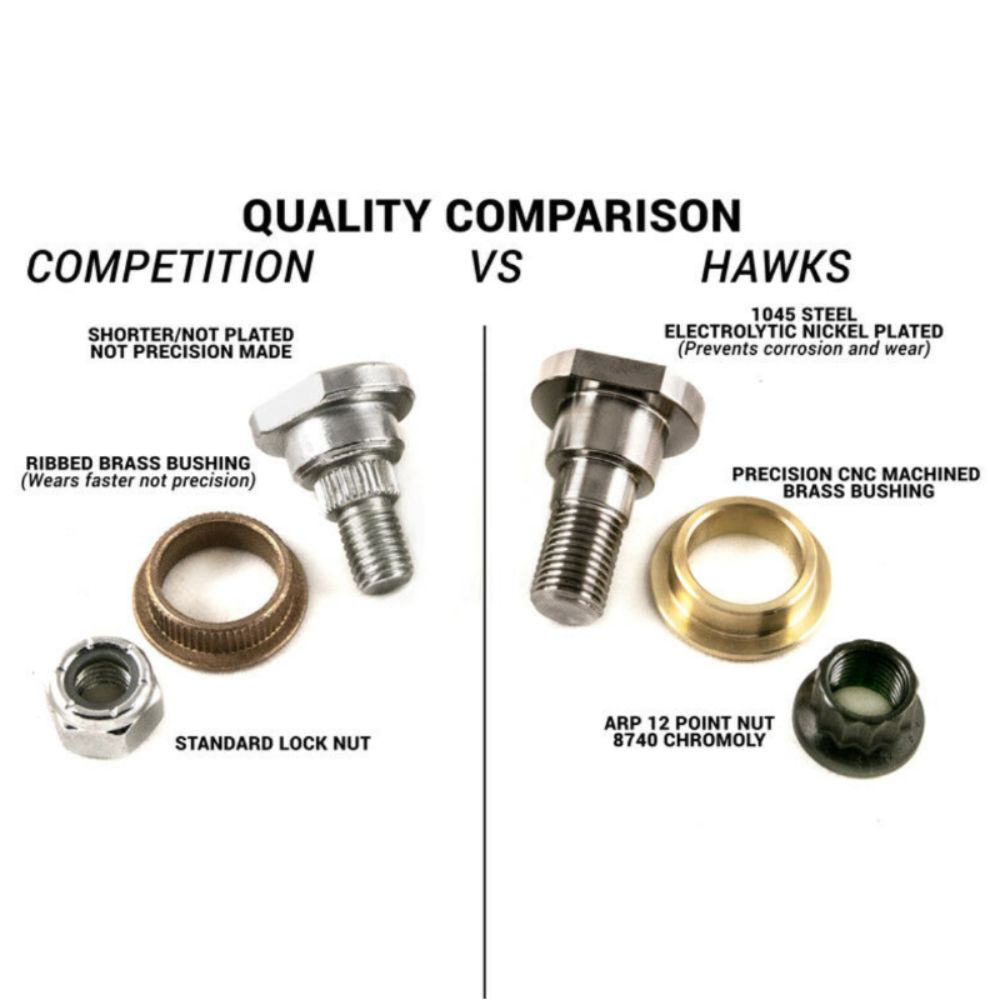 QUALITY COMPARISON
COMPETITION VS HAWKS
SHORTER/NOT PLATED
NOT PRECISION MADE
RIBBED BRASS BUSHING
(Wears faster not precision)
STANDARD LOCK NUT
1045 STEEL
ELECTROLYTIC NICKEL PLATED
(Prevents corrosion and wear)
PRECISION CNC MACHINED
BRASS BUSHING
ARP 12 POINT NUT
8740 CHROMOLY